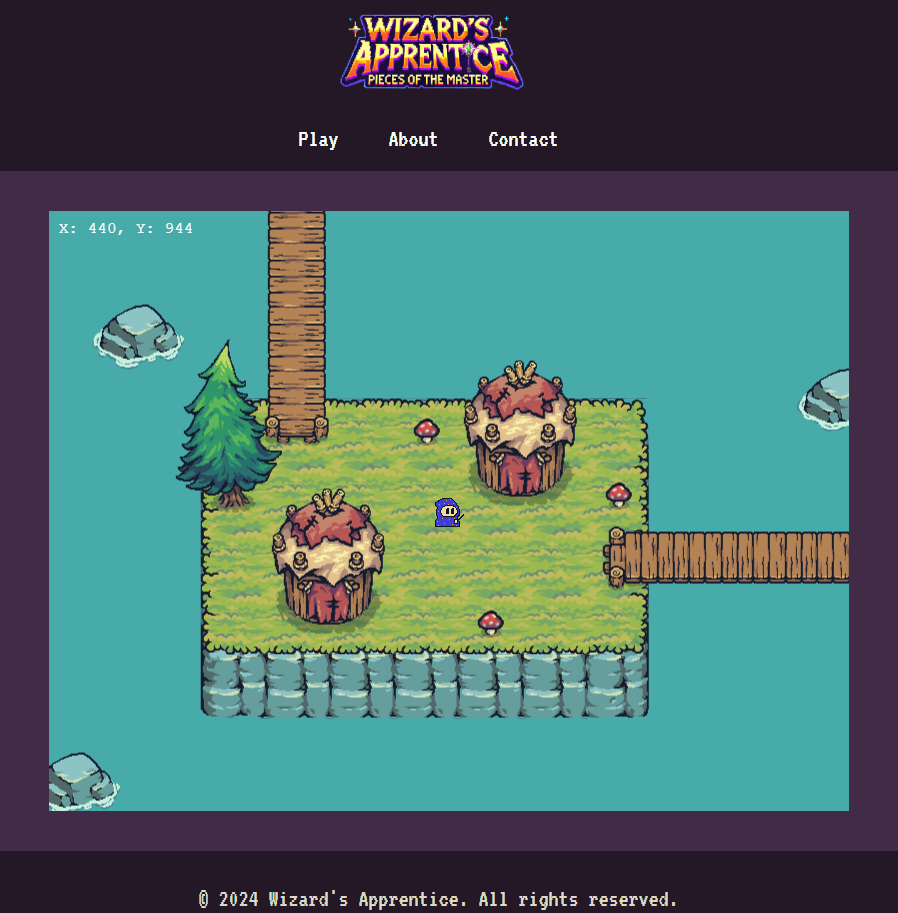 WIZARD'S
APPRENTICE
PIECES OF THE MASTER
Play About Contact
X: 440, Y: 944
© 2024 Wizard's Apprentice. All rights reserved.